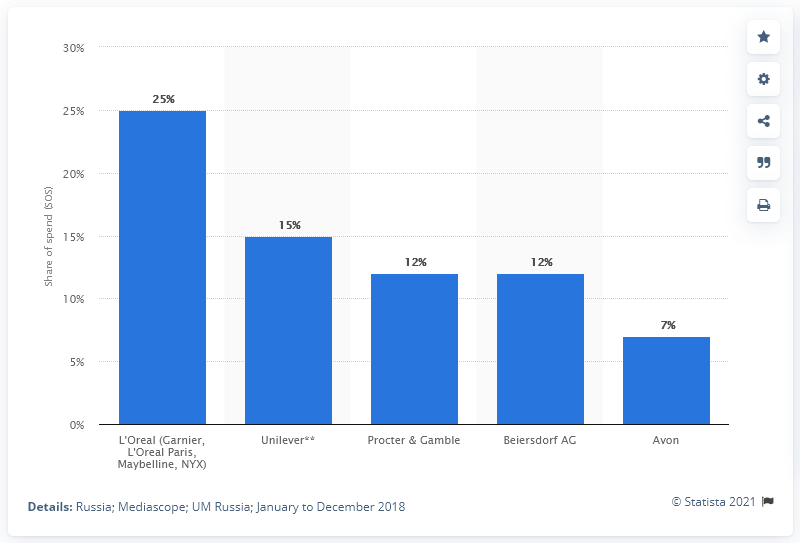 30%
25%
20%
15%
10%
5%
0%
Share of spend (SOS)
25%
15%
12%
12%
7%
L'Oreal (Garnier,
L'Oreal Paris,
Maybelline, NYX)
Unilever**
Procter & Gamble
Beiersdorf AG
Avon
Details: Russia; Mediascope; UM Russia; January to December 2018
© Statista 2021